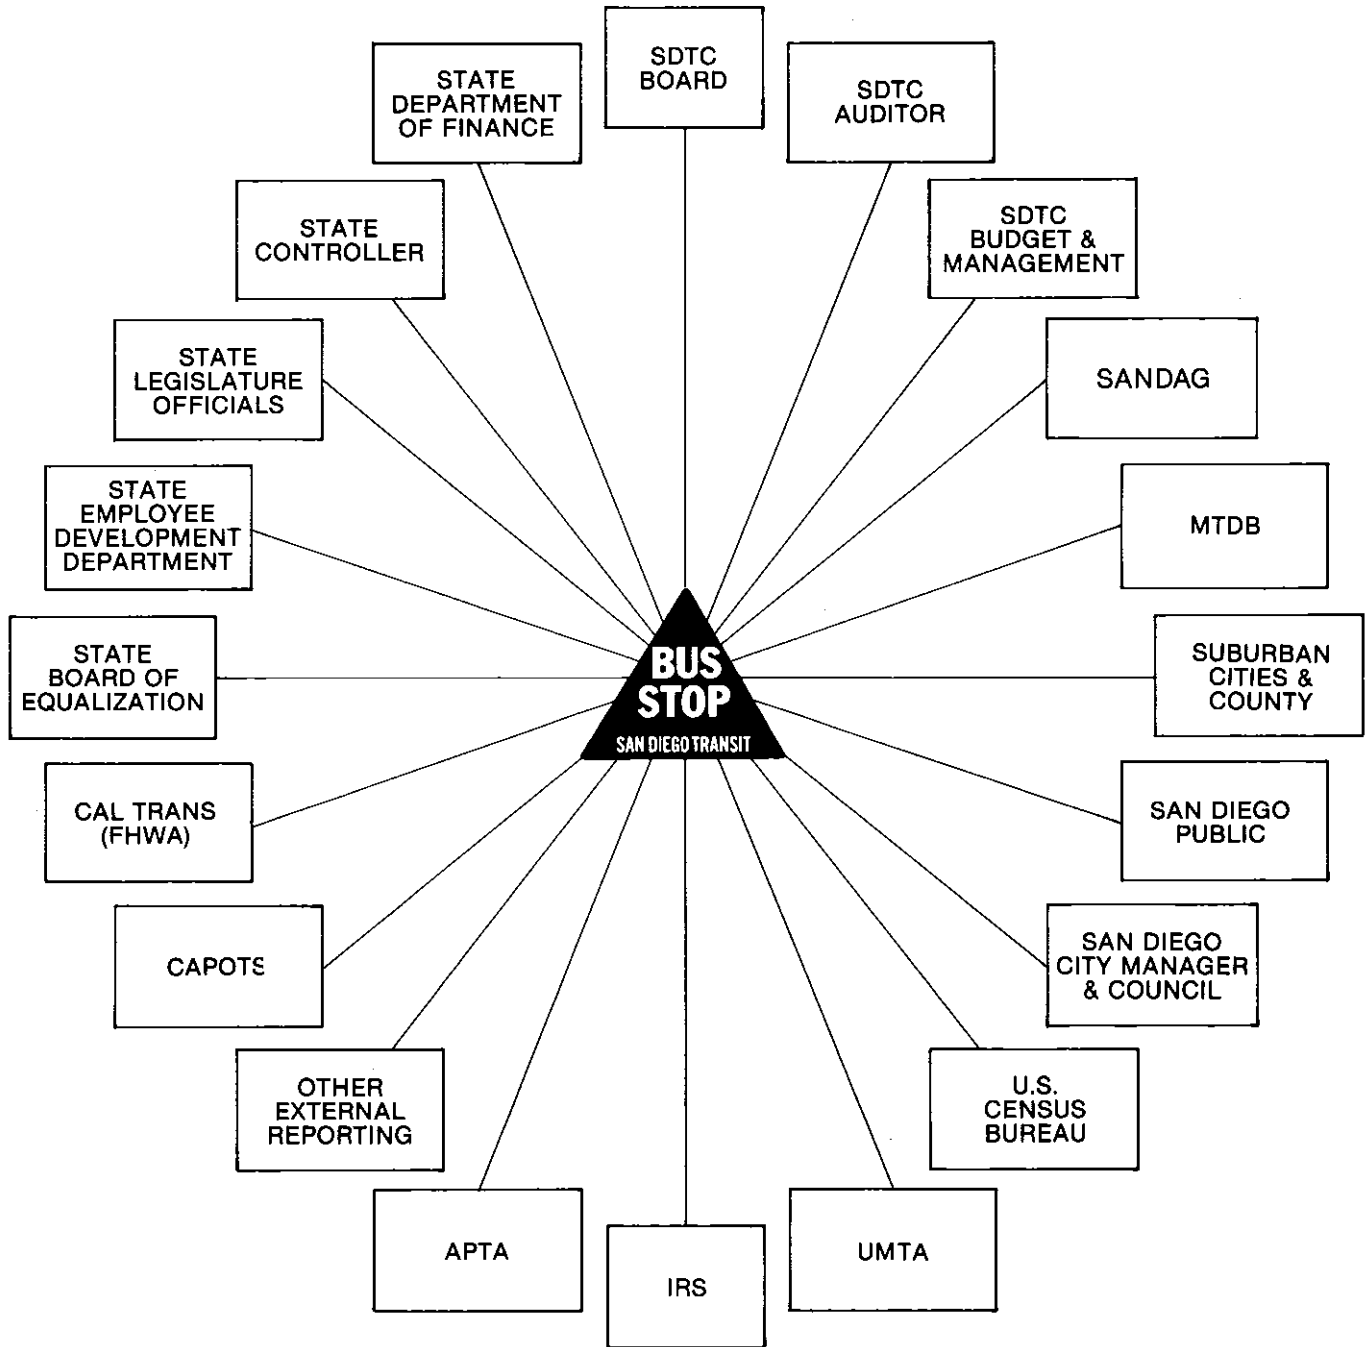 SDTC
BOARD
SDTC
AUDITOR
SDTC
BUDGET &
MANAGEMENT
SANDAG
MTDB
SUBURBAN
CITIES &
COUNTY
SAN DIEGO
PUBLIC
SAN DIEGO
CITY MANAGER
& COUNCIL
U.S.
CENSUS
BUREAU
UMTA
IRS
APTA
OTHER
EXTERNAL
REPORTING
CAPOTS
CAL TRANS
(FHWA)
STATE
BOARD OF
EQUALIZATION
STATE
EMPLOYEE
DEVELOPMENT
DEPARTMENT
STATE
LEGISLATURE
OFFICIALS
STATE
CONTROLLER
STATE
DEPARTMENT
OF FINANCE
BUS
STOP
SAN DIEGO TRANSIT